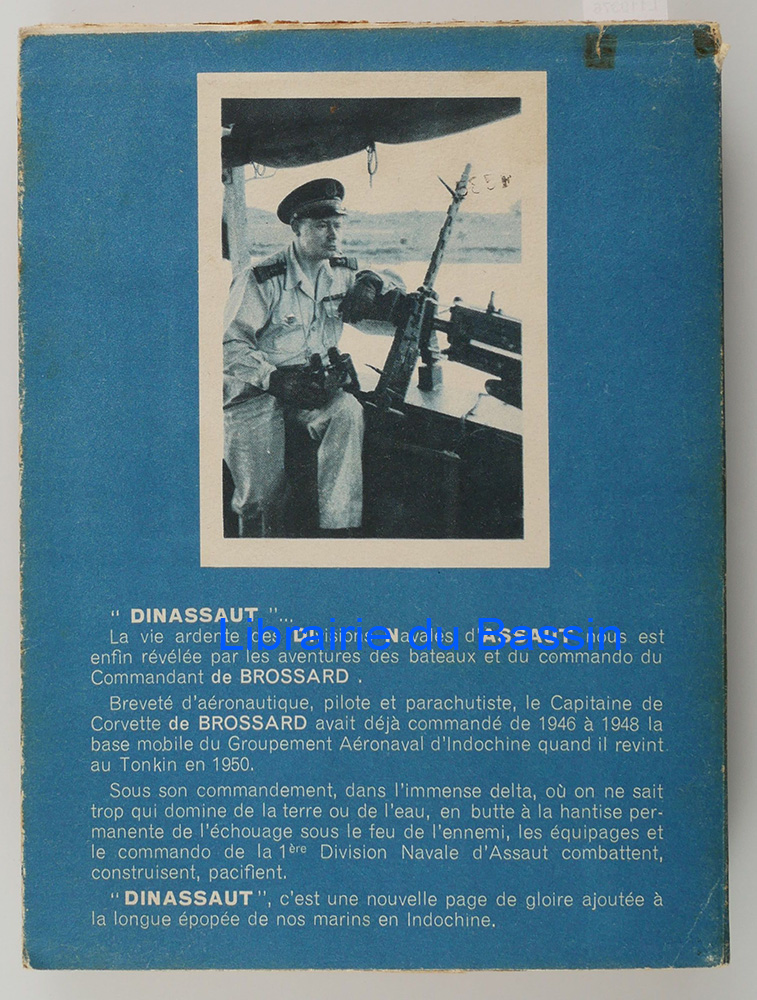 " DINASSAUT "...
La vie ardente des DIvisions Navales d'ASSAUT nous est
enfin révélée par les aventures des bateaux et du commando du
Commandant de BROSSARD .
Breveté d'aéronautique, pilote et parachutiste, le Capitaine de
Corvette de BROSSARD avait déjà commandé de 1946 à 1948 la
base mobile du Groupement Aéronaval d'Indochine quand il revint
au Tonkin en 1950.
Sous son commandement, dans l'immense delta, où on ne sait
trop qui domine de la terre ou de l'eau, en butte à la hantise per-
manente de l'échouage sous le feu de l'ennemi, les équipages et
le commando de la 1ère Division Navale d'Assaut combattent,
construisent, pacifient.
" DINASSAUT ", c'est une nouvelle page de gloire ajoutée à
la longue épopée de nos marins en Indochine.
Librairie du Bassin